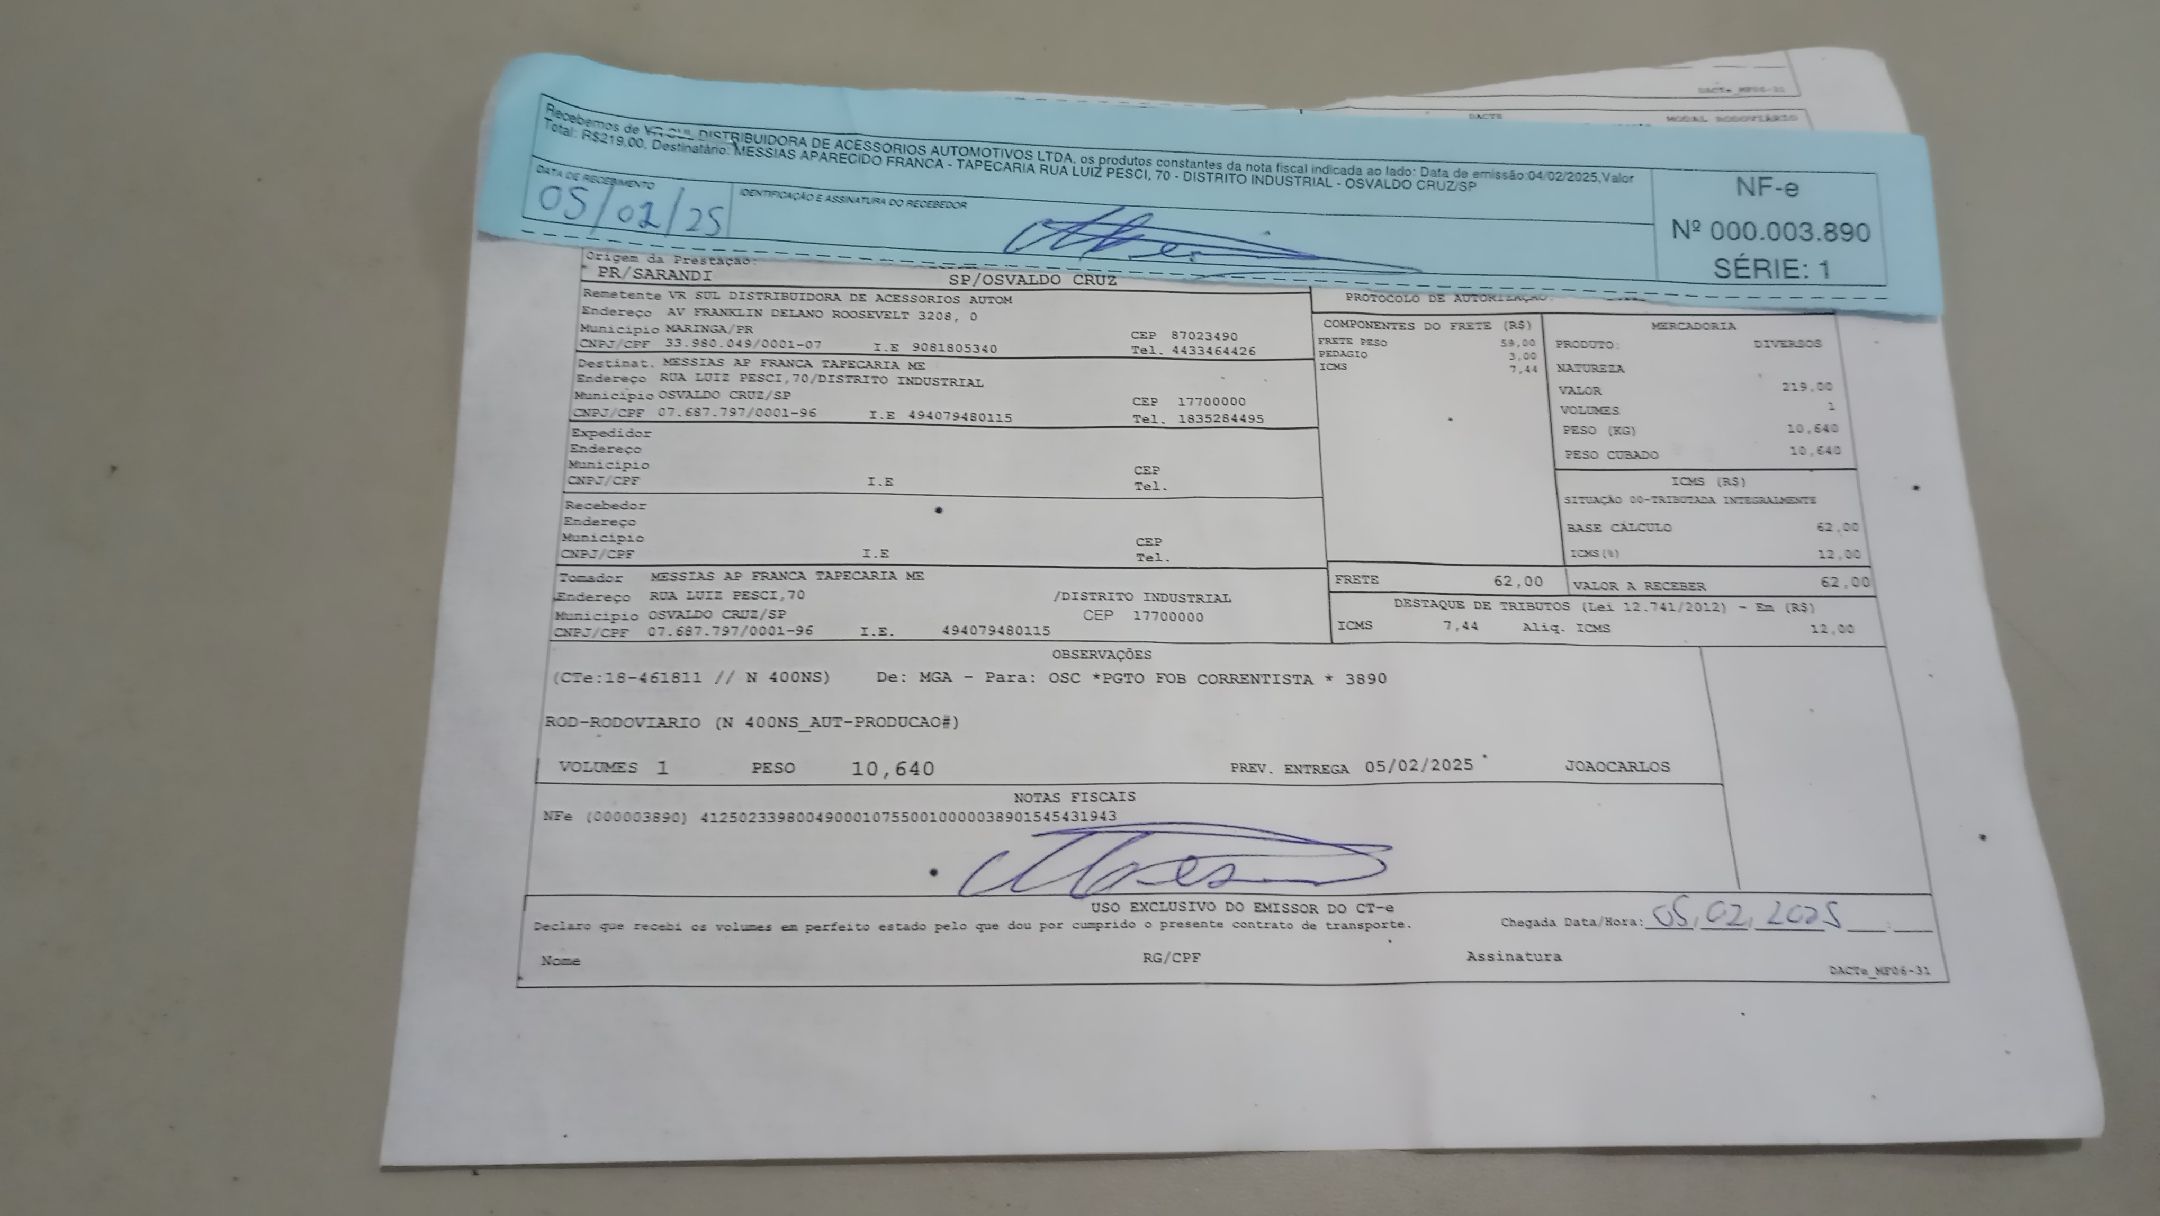 DACTe_MF06-31
DACTE MODAL RODOVIÁRIO
Recebemos de VR SUL DISTRIBUIDORA DE ACESSORIOS AUTOMOTIVOS LTDA, os produtos constantes da nota fiscal indicada ao lado: Data de emissão:04/02/2025,Valor
Total: R$219,00, Destinatário: MESSIAS APARECIDO FRANCA - TAPECARIA RUA LUIZ PESCI, 70 - DISTRITO INDUSTRIAL - OSVALDO CRUZ/SP
DATA DE RECEBIMENTO
05/02/25
IDENTIFICAÇÃO E ASSINATURA DO RECEBEDOR
NF-e
Nº 000.003.890
SÉRIE: 1
Origem da Prestação:
PR/SARANDI SP/OSVALDO CRUZ
Remetente VR SUL DISTRIBUIDORA DE ACESSORIOS AUTOM
Endereço AV FRANKLIN DELANO ROOSEVELT 3208, 0
Município MARINGA/PR CEP 87023490
CNPJ/CPF 33.980.049/0001-07 I.E 9081805340 Tel. 4433464426
Destinat. MESSIAS AP FRANCA TAPECARIA ME
Endereço RUA LUIZ PESCI,70/DISTRITO INDUSTRIAL
Município OSVALDO CRUZ/SP CEP 17700000
CNPJ/CPF 07.687.797/0001-96 I.E 494079480115 Tel. 1835284495
Expedidor
Endereço
Município CEP
CNPJ/CPF I.E Tel.
Recebedor
Endereço
Município CEP
CNPJ/CPF I.E Tel.
Tomador MESSIAS AP FRANCA TAPECARIA ME
Endereço RUA LUIZ PESCI,70 /DISTRITO INDUSTRIAL
Município OSVALDO CRUZ/SP CEP 17700000
CNPJ/CPF 07.687.797/0001-96 I.E. 494079480115
PROTOCOLO DE AUTORIZAÇÃO:
COMPONENTES DO FRETE (R$)
FRETE PESO 59,00
PEDAGIO 3,00
ICMS 7,44
MERCADORIA
PRODUTO: DIVERSOS
NATUREZA
VALOR 219,00
VOLUMES 1
PESO (KG) 10,640
PESO CUBADO 10,640
ICMS (R$)
SITUAÇÃO 00-TRIBUTADA INTEGRALMENTE
BASE CÁLCULO 62,00
ICMS(%) 12,00
FRETE 62,00 VALOR A RECEBER 62,00
DESTAQUE DE TRIBUTOS (Lei 12.741/2012) - Em (R$)
ICMS 7,44 Aliq. ICMS 12,00
OBSERVAÇÕES
(CTe:18-461811 // N 400NS) De: MGA - Para: OSC *PGTO FOB CORRENTISTA * 3890
ROD-RODOVIARIO (N 400NS_AUT-PRODUCAO#)
VOLUMES 1 PESO 10,640 PREV. ENTREGA 05/02/2025 JOAOCARLOS
NOTAS FISCAIS
NFe (000003890) 41250233980049000107550010000038901545431943
USO EXCLUSIVO DO EMISSOR DO CT-e
Declaro que recebi os volumes em perfeito estado pelo que dou por cumprido o presente contrato de transporte. Chegada Data/Hora: 05,02,2025
Nome RG/CPF Assinatura
DACTe_MF06-31